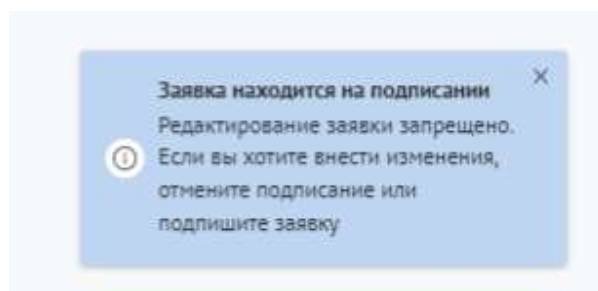 Заявка находится на подписании
Редактирование заявки запрещено.
Если вы хотите внести изменения,
отмените подписание или
подпишите заявку